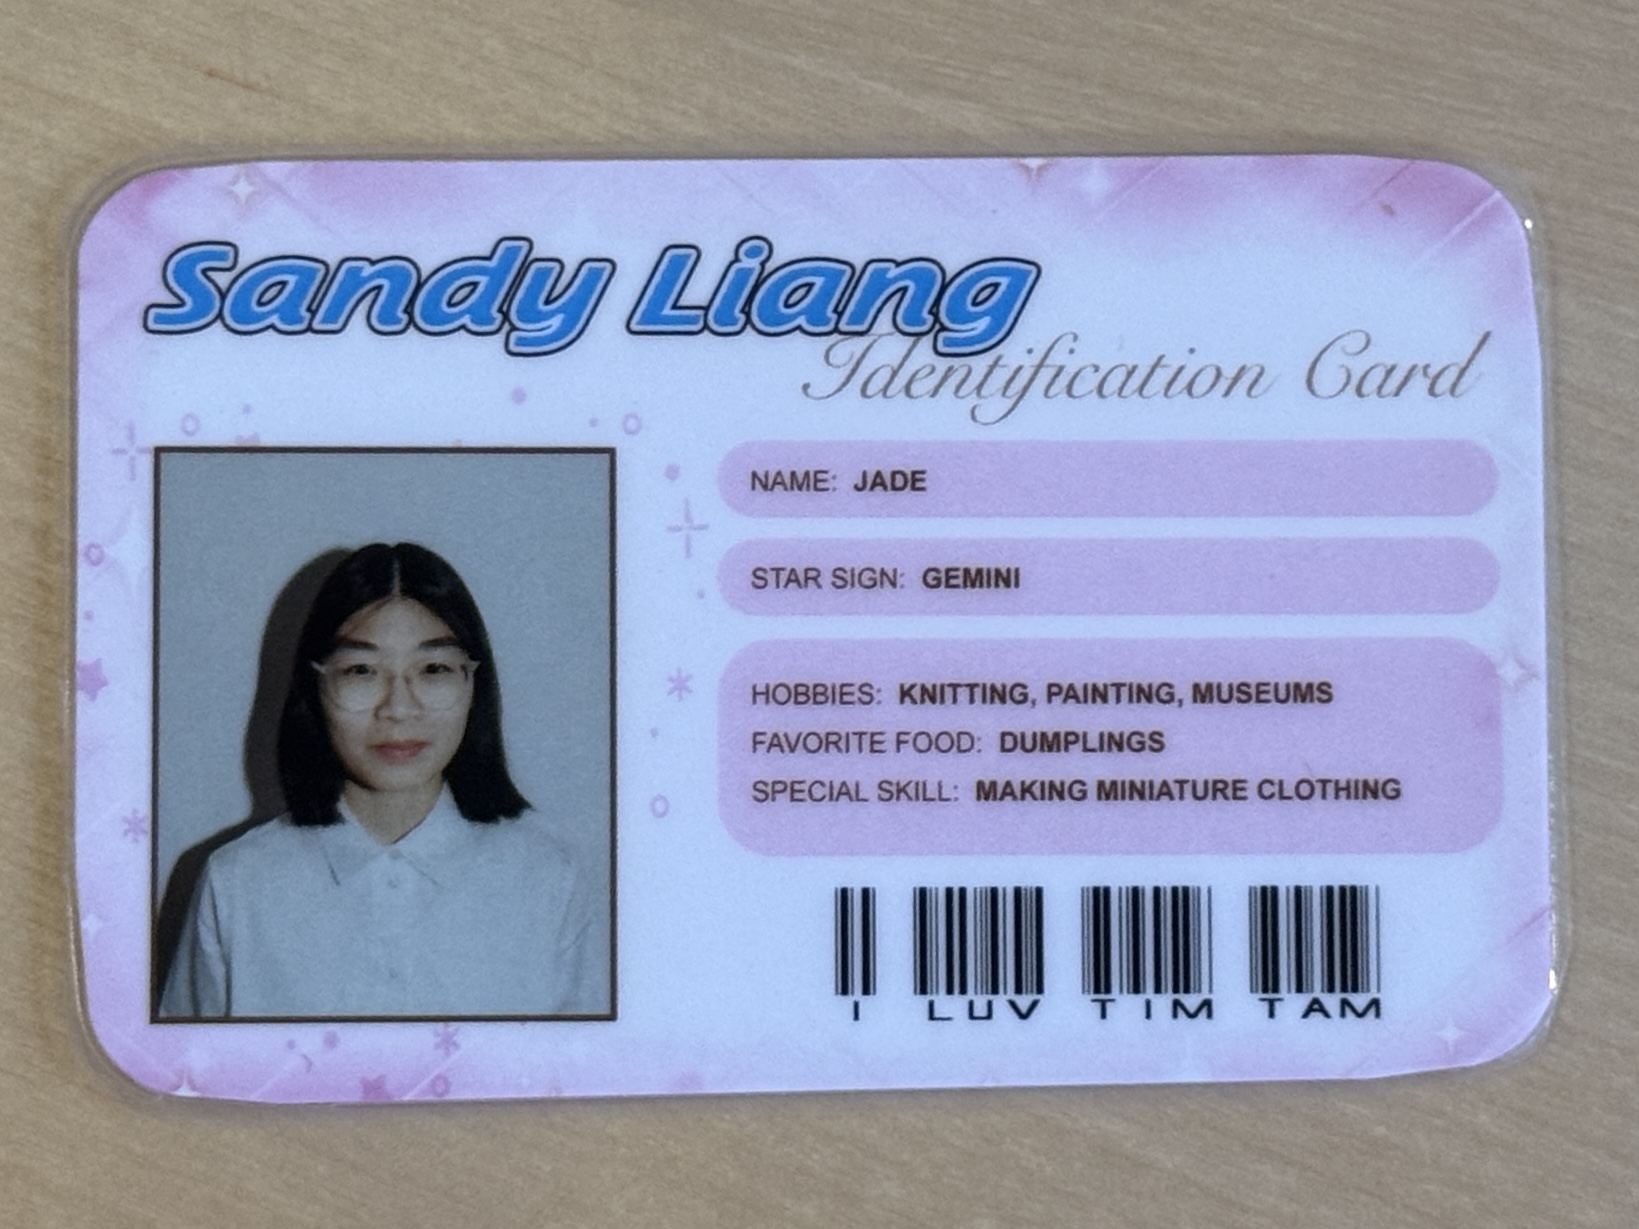 Sandy Liang
Identification Card
NAME: JADE
STAR SIGN: GEMINI
HOBBIES: KNITTING, PAINTING, MUSEUMS
FAVORITE FOOD: DUMPLINGS
SPECIAL SKILL: MAKING MINIATURE CLOTHING
I LUV TIM TAM